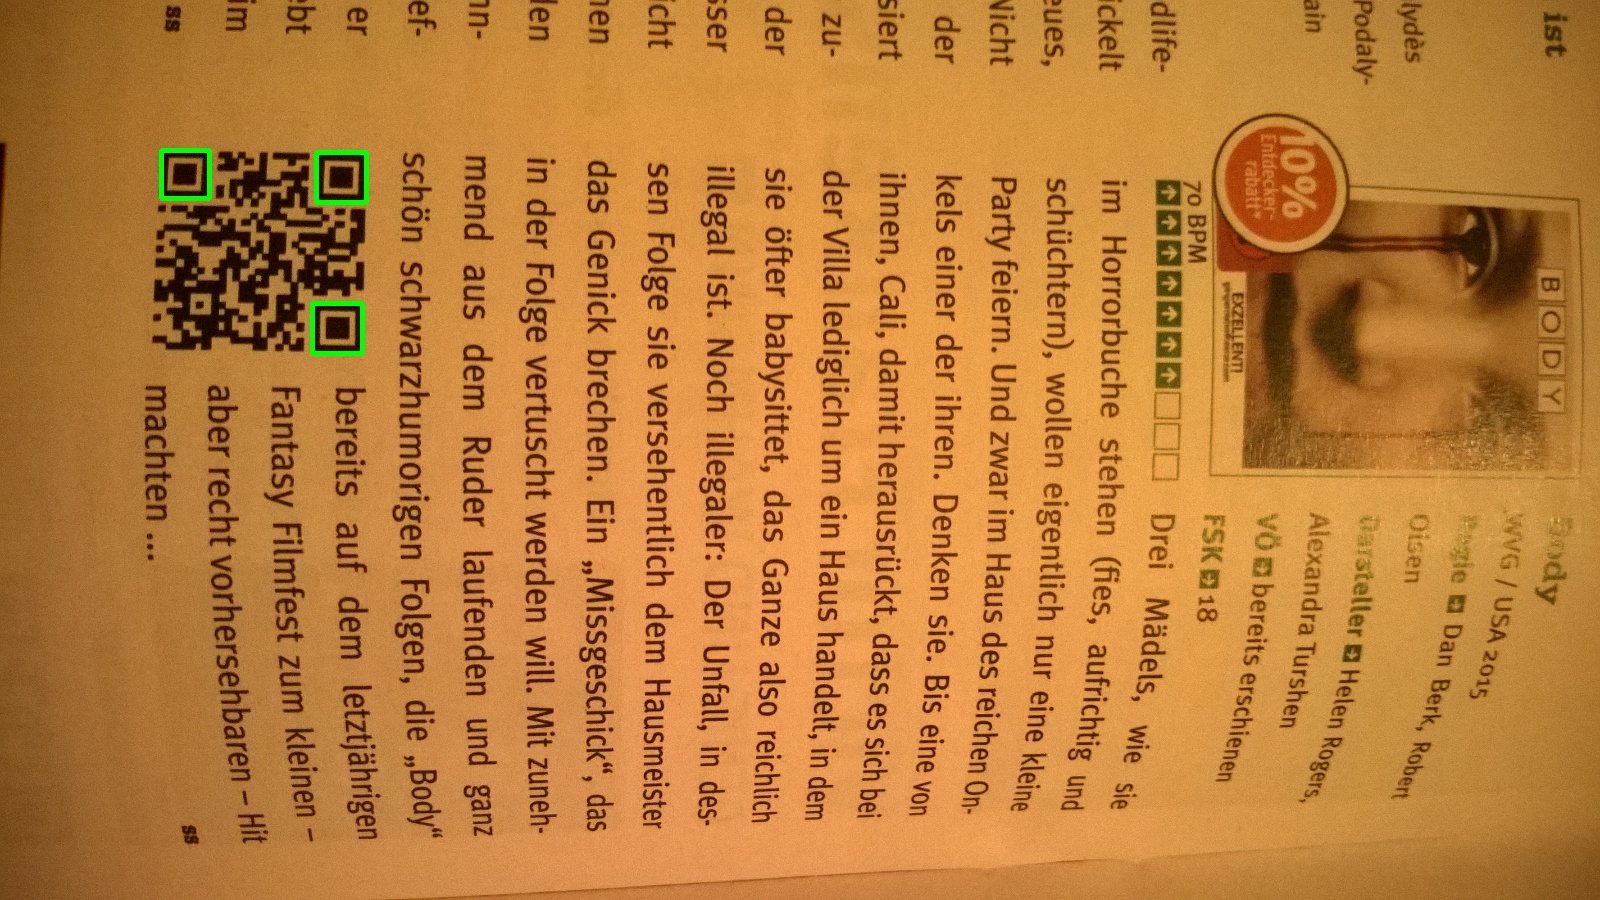 ist
lydès
Podaly-
ain
dlife-
ickelt
eues,
Nicht
der
siert
zu-
der
sser
icht
nen
len
nn-
ef-
er
ebt
im
ss
BODY
10%
Entdecker-
rabatt*
EXZELLENT!
70 BPM
Body
WVG / USA 2015
Regie Dan Berk, Robert
Olsen
Darsteller Helen Rogers,
Alexandra Turshen
VÖ bereits erschienen
FSK 18
Drei Mädels, wie sie
im Horrorbuche stehen (fies, aufrichtig und
schüchtern), wollen eigentlich nur eine kleine
Party feiern. Und zwar im Haus des reichen On-
kels einer der ihren. Denken sie. Bis eine von
ihnen, Cali, damit herausrückt, dass es sich bei
der Villa lediglich um ein Haus handelt, in dem
sie öfter babysittet, das Ganze also reichlich
illegal ist. Noch illegaler: Der Unfall, in des-
sen Folge sie versehentlich dem Hausmeister
das Genick brechen. Ein „Missgeschick“, das
in der Folge vertuscht werden will. Mit zuneh-
mend aus dem Ruder laufenden und ganz
schön schwarzhumorigen Folgen, die „Body“
bereits auf dem letztjährigen
Fantasy Filmfest zum kleinen –
aber recht vorhersehbaren – Hit
machten ...
ss